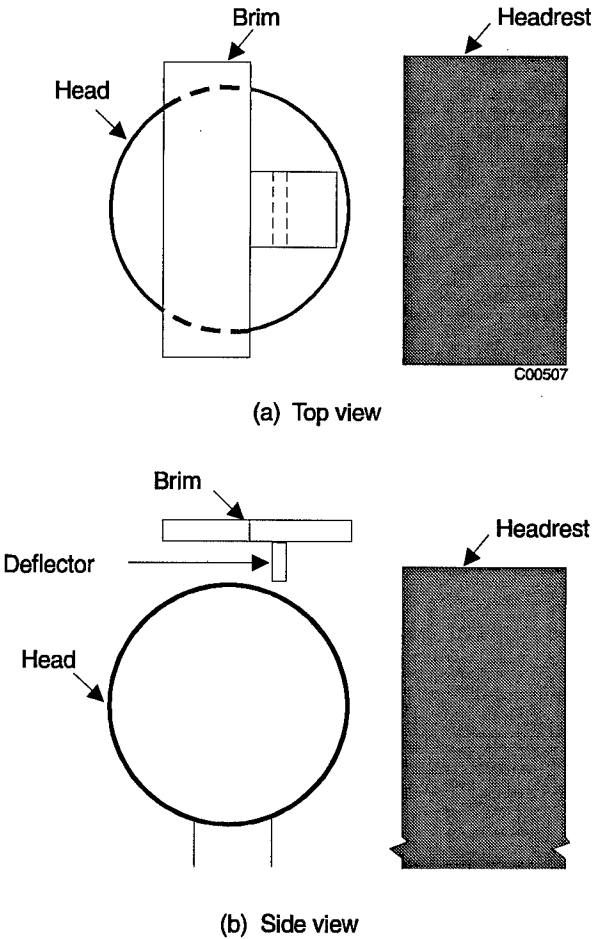 Brim
Headrest
Head
C00507
(a) Top view
Brim
Headrest
Deflector
Head
(b) Side view